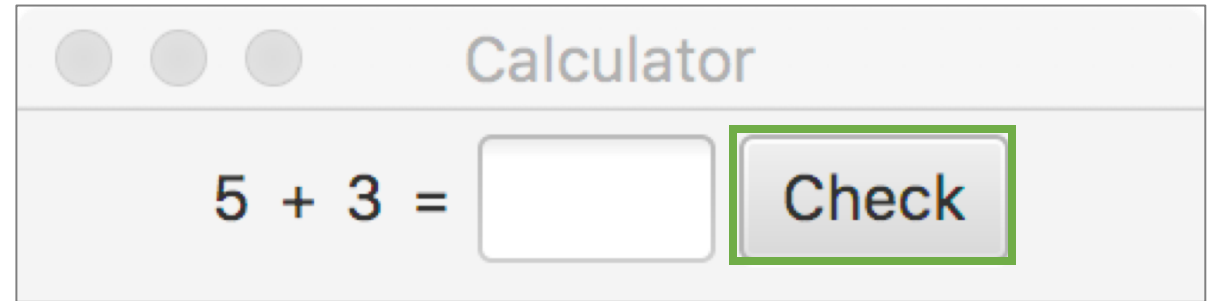 Calculator
5 + 3 = Check